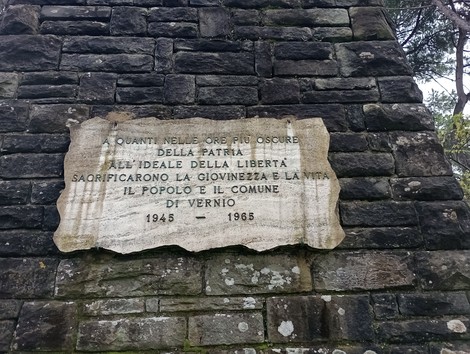 A QUANTI NELLE ORE PIU OSCURE
DELLA PATRIA
ALL'IDEALE DELLA LIBERTA'
SACRIFICARONO LA GIOVINEZZA E LA VITA
IL POPOLO E IL COMUNE
DI VERNIO
1945 — 1965